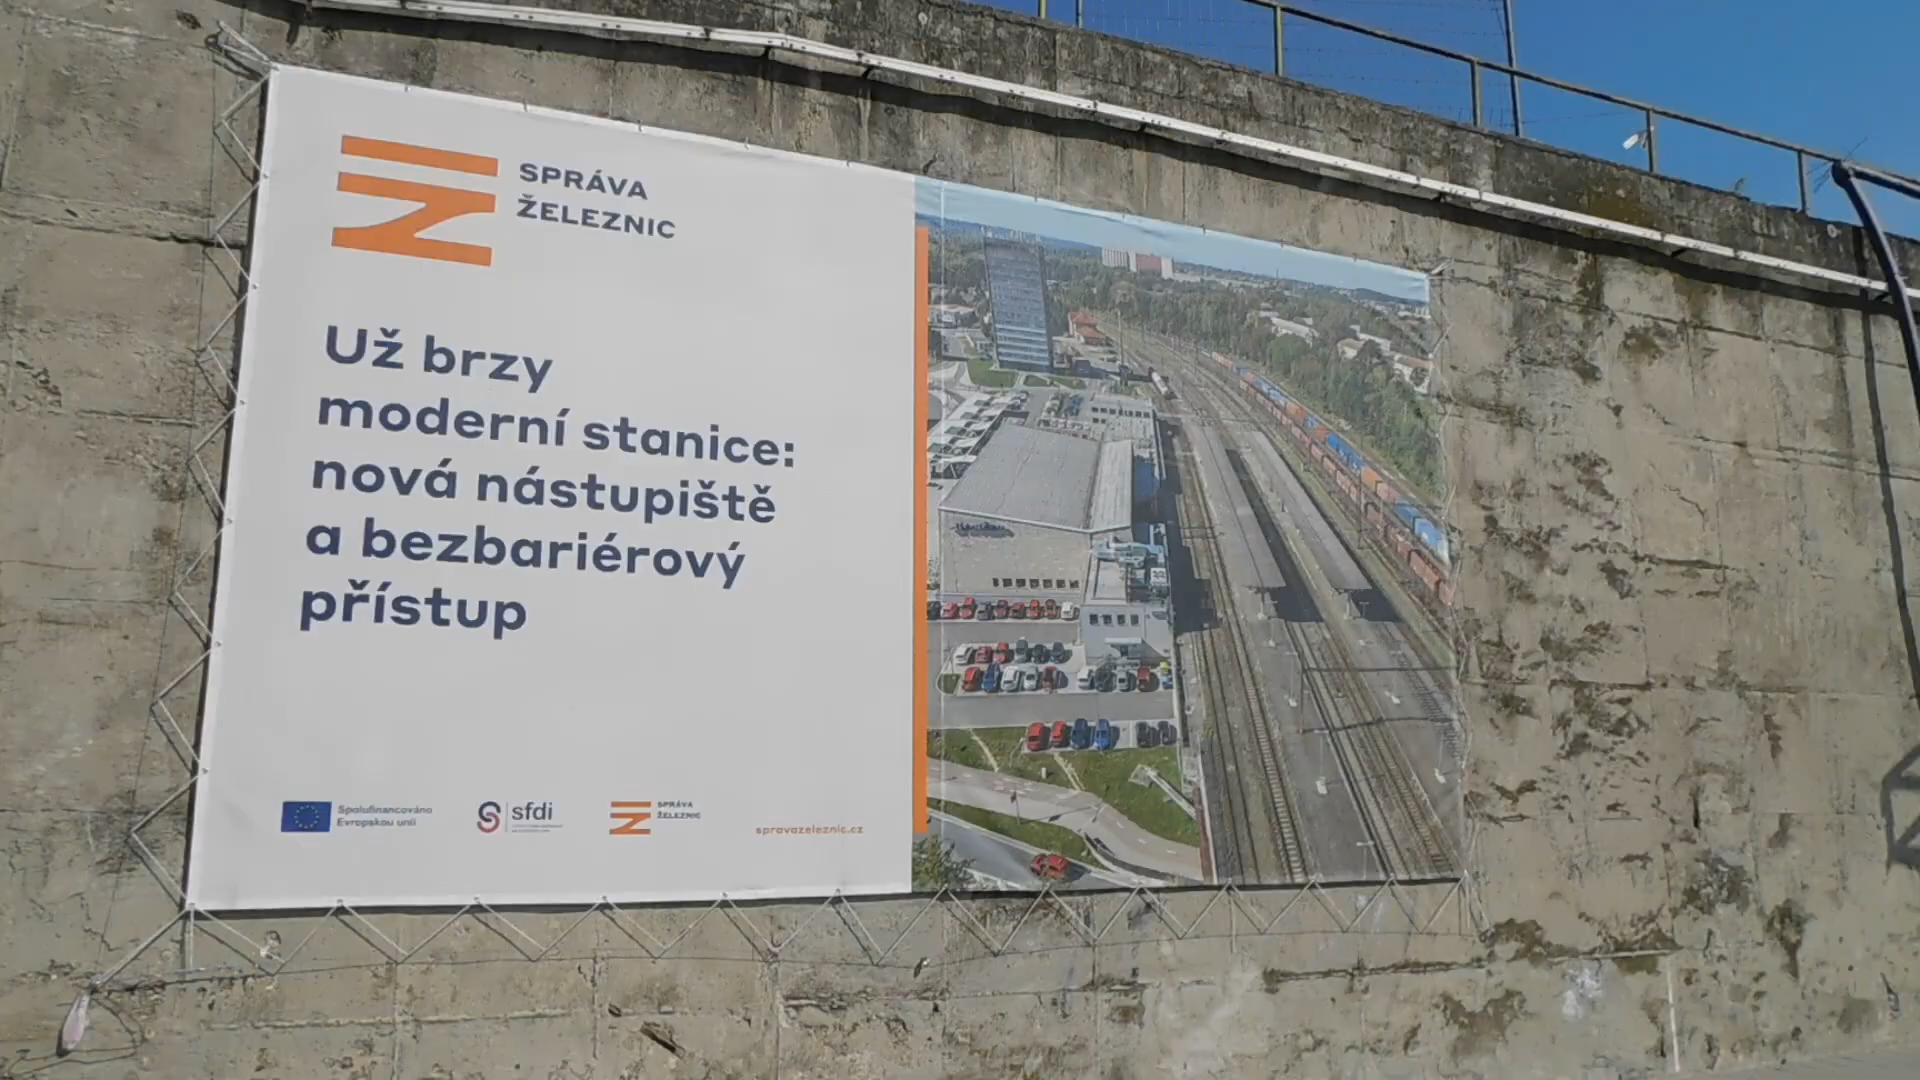 SPRÁVA
ŽELEZNIC
Už brzy
moderní stanice:
nová nástupiště
a bezbariérový
přístup
Spolufinancováno
Evropskou unií
sfdi
SPRÁVA
ŽELEZNIC
spravazeleznic.cz